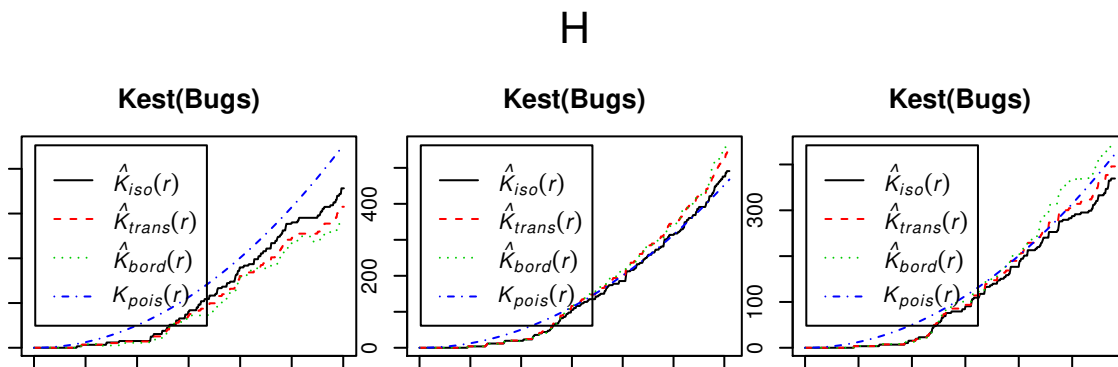 H
Kest(Bugs)
K̂iso(r)
K̂trans(r)
K̂bord(r)
Kpois(r)
0 200 400
Kest(Bugs)
K̂iso(r)
K̂trans(r)
K̂bord(r)
Kpois(r)
0 100 300
Kest(Bugs)
K̂iso(r)
K̂trans(r)
K̂bord(r)
Kpois(r)